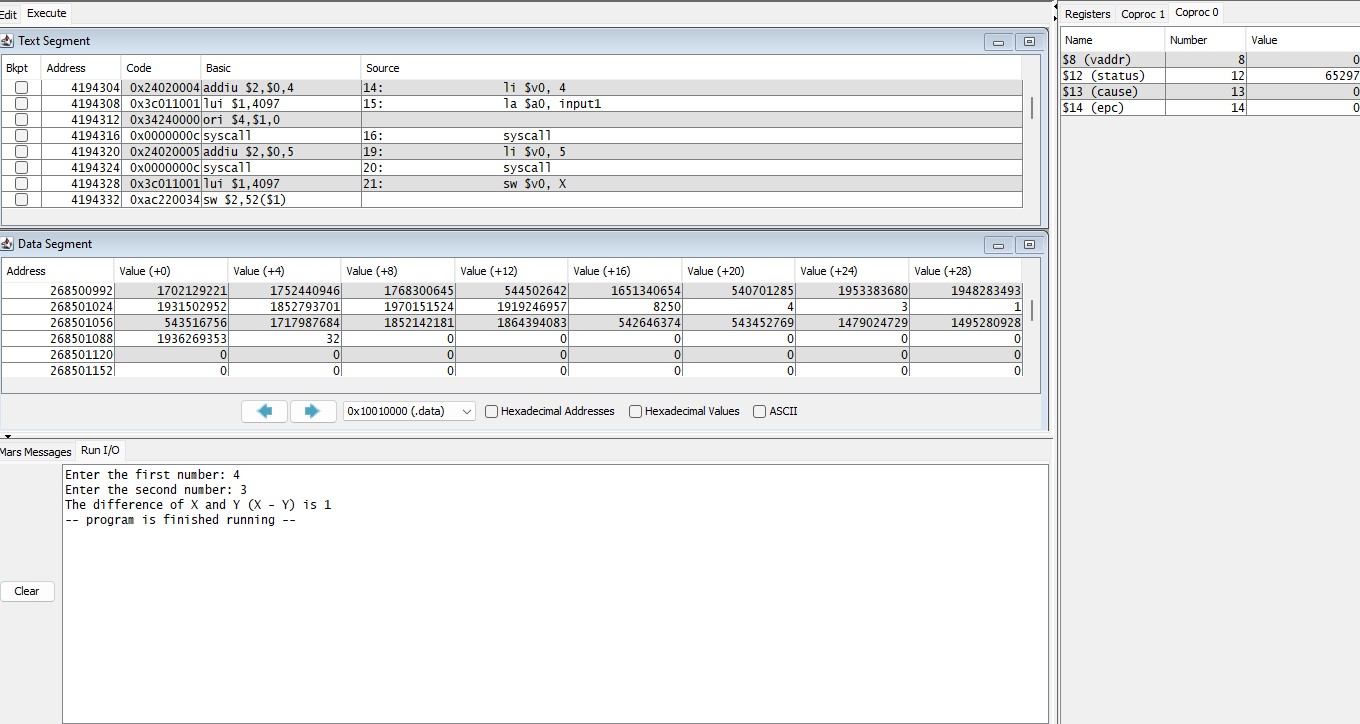 Edit Execute
Registers Coproc 1 Coproc 0
Text Segment
Bkpt Address Code Basic Source
4194304 0x24020004 addiu $2,$0,4 14: li $v0, 4
4194308 0x3c011001 lui $1,4097 15: la $a0, input1
4194312 0x34240000 ori $4,$1,0
4194316 0x0000000c syscall 16: syscall
4194320 0x24020005 addiu $2,$0,5 19: li $v0, 5
4194324 0x0000000c syscall 20: syscall
4194328 0x3c011001 lui $1,4097 21: sw $v0, X
4194332 0xac220034 sw $2,52($1)
Name Number Value
$8 (vaddr) 8 0
$12 (status) 12 65297
$13 (cause) 13 0
$14 (epc) 14 0
Data Segment
Address Value (+0) Value (+4) Value (+8) Value (+12) Value (+16) Value (+20) Value (+24) Value (+28)
268500992 1702129221 1752440946 1768300645 544502642 1651340654 540701285 1953383680 1948283493
268501024 1931502952 1852793701 1970151524 1919246957 8250 4 3 1
268501056 543516756 1717987684 1852142181 1864394083 542646374 543452769 1479024729 1495280928
268501088 1936269353 32 0 0 0 0 0 0
268501120 0 0 0 0 0 0 0 0
268501152 0 0 0 0 0 0 0 0
0x10010000 (.data) Hexadecimal Addresses Hexadecimal Values ASCII
Mars Messages Run I/O
Enter the first number: 4
Enter the second number: 3
The difference of X and Y (X - Y) is 1
-- program is finished running --
Clear